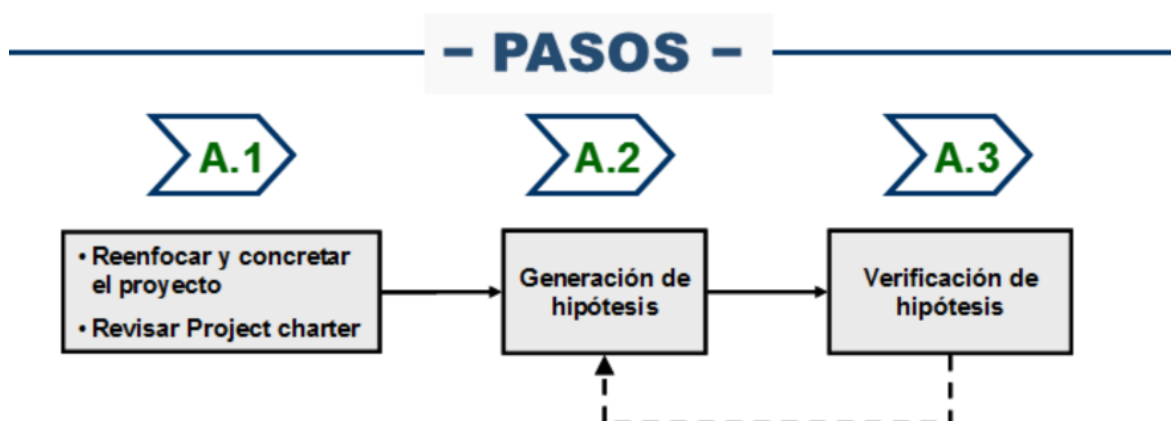 – PASOS –
A.1
A.2
A.3
• Reenfocar y concretar
el proyecto
• Revisar Project charter
Generación de
hipótesis
Verificación de
hipótesis